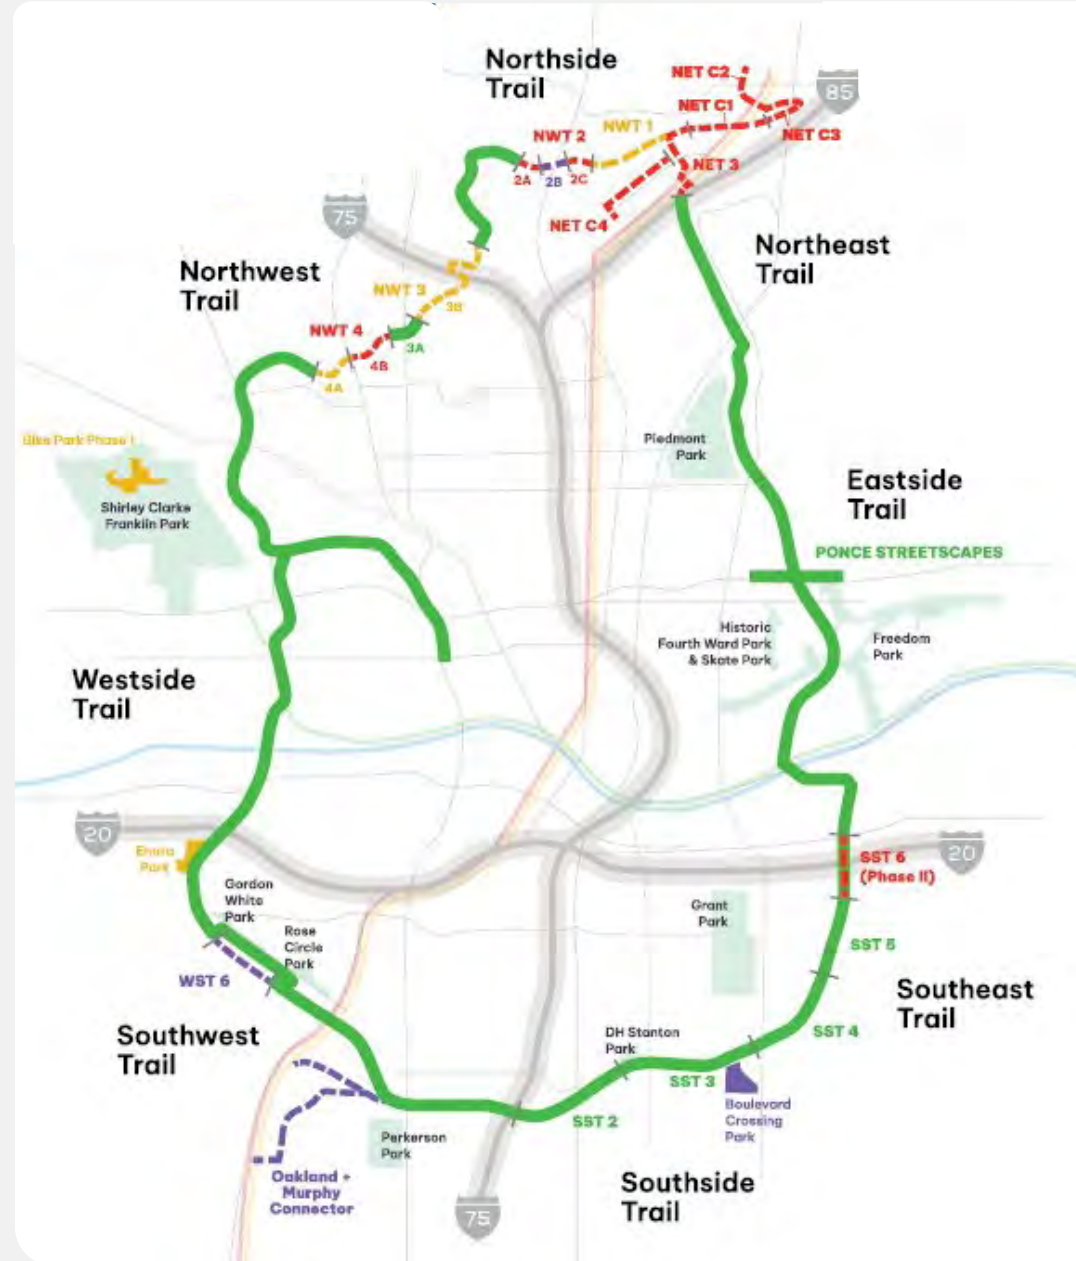 Northside
Trail
NET C2
85
NET C1
NWT 1
NWT 2
NET C3
2A
2B
2C
NET 3
NET C4
75
Northeast
Trail
Northwest
Trail
NWT 3
3B
NWT 4
3A
4B
4A
Bike Park Phase I
Piedmont
Park
Shirley Clarke
Franklin Park
Eastside
Trail
PONCE STREETSCAPES
Historic
Fourth Ward Park
& Skate Park
Freedom
Park
Westside
Trail
20
Enota
Park
SST 6
(Phase II)
20
Gordon
White
Park
Grant
Park
Rose
Circle
Park
SST 5
WST 6
Southeast
Trail
Southwest
Trail
DH Stanton
Park
SST 4
SST 3
Boulevard
Crossing
Park
SST 2
Perkerson
Park
Oakland +
Murphy
Connector
Southside
Trail
75